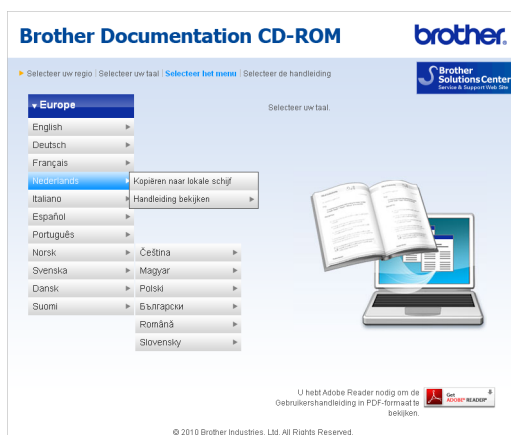 Brother Documentation CD-ROM
brother
Selecteer uw regio | Selecteer uw taal | Selecteer het menu | Selecteer de handleiding
Brother
Solutions Center
Service & Support Web Site
Europe
Selecteer uw taal.
English
Deutsch
Français
Nederlands
Kopiëren naar lokale schijf
Italiano
Handleiding bekijken
Español
Português
Norsk
Čeština
Svenska
Magyar
Dansk
Polski
Suomi
Български
Română
Slovensky
U hebt Adobe Reader nodig om de
Gebruikershandleiding in PDF-formaat te
bekijken.
Get
ADOBE® READER®
© 2010 Brother Industries, Ltd. All Rights Reserved.